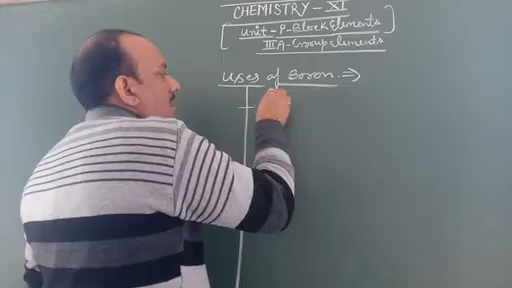 CHEMISTRY - XI
[ Unit - P-Block Elements ]
IIIA-Group elements
Uses of Boron. ⇒